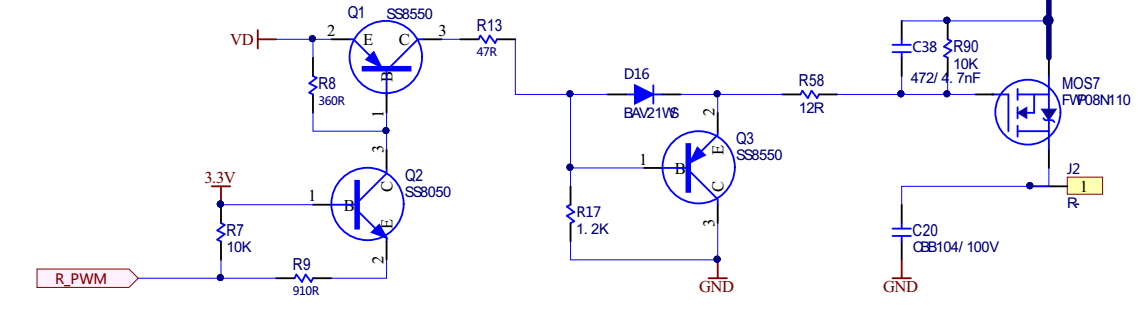 Q1 SS8550
VD
2
E
C
3
R13
47R
B
1
R8
360R
3
3.3V
1
B
C
E
Q2
SS8050
2
R7
10K
R_PWM
R9
910R
D16
BAV21WS
2
1
B
E
C
Q3
SS8550
3
R17
1.2K
GND
R58
12R
C38
472/4.7nF
R90
10K
MOS7
FWP08N110
J2
1
R-
C20
CBB104/100V
GND